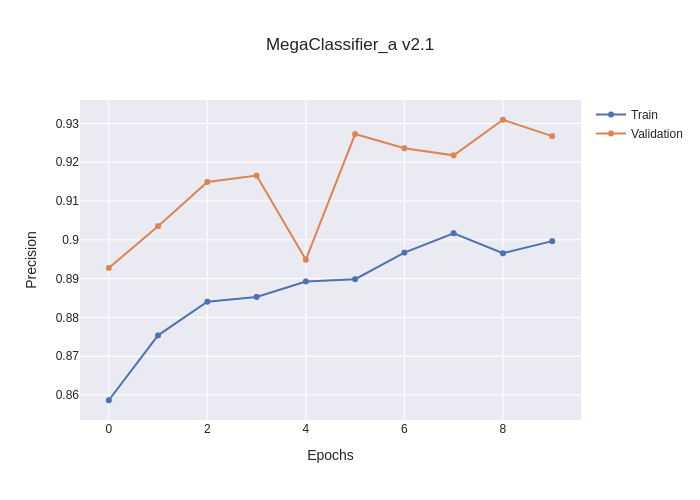 MegaClassifier_a v2.1
Train
Validation
0.93
0.92
0.91
0.9
0.89
0.88
0.87
0.86
Precision
0 2 4 6 8
Epochs